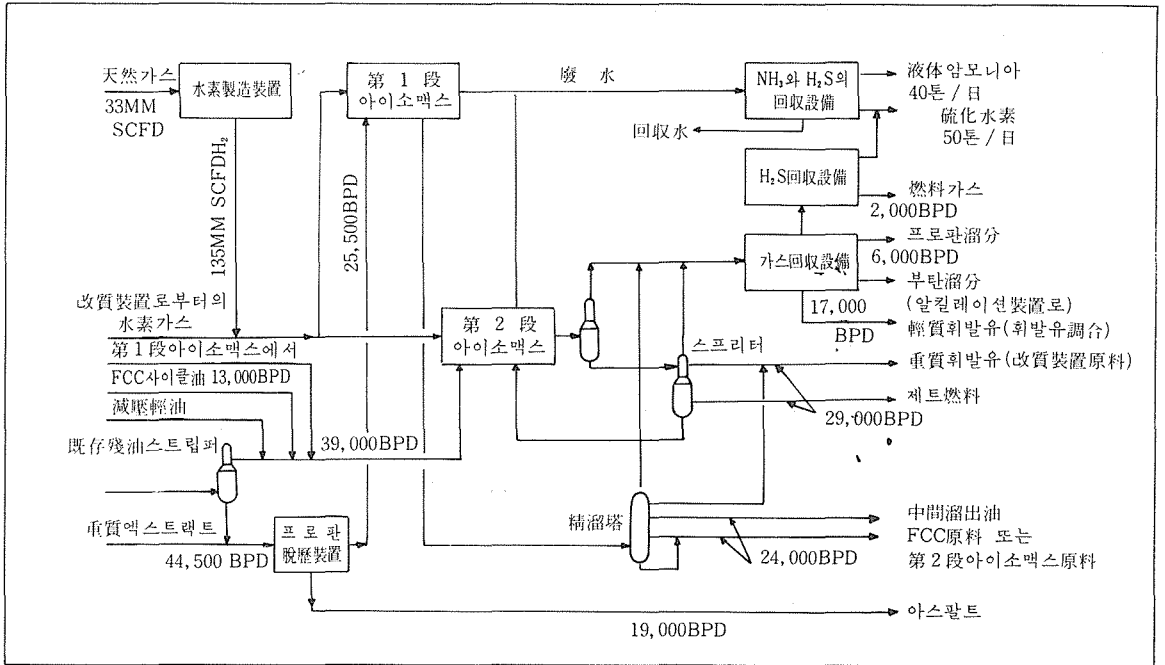 天然가스
33MM
SCFD
水素製造装置
第 1 段
아이소맥스
廢 水
NH₃와 H₂S의
回収設備
液体암모니아
40톤 / 日
硫化水素
50톤 / 日
回収水
H₂S回収設備
燃料가스
2,000BPD
135MM SCFDH₂
25,500BPD
가스回収設備
프로판溜分
6,000BPD
부탄溜分
(알킬레이션装置로)
17,000
BPD
輕質휘발유(휘발유調合)
改質装置로부터의
水素가스
第 2 段
아이소맥스
스프리터
重質휘발유(改質装置原料)
第1段아이소맥스에서
FCC사이클油 13,000BPD
제트燃料
29,000BPD
減壓輕油
既存殘油스트립퍼
39,000BPD
重質엑스트랙트
44,500 BPD
프 로 판
脫歷装置
精溜塔
中間溜出油
FCC原料 또는
第2段아이소맥스原料
24,000BPD
아스팔트
19,000BPD